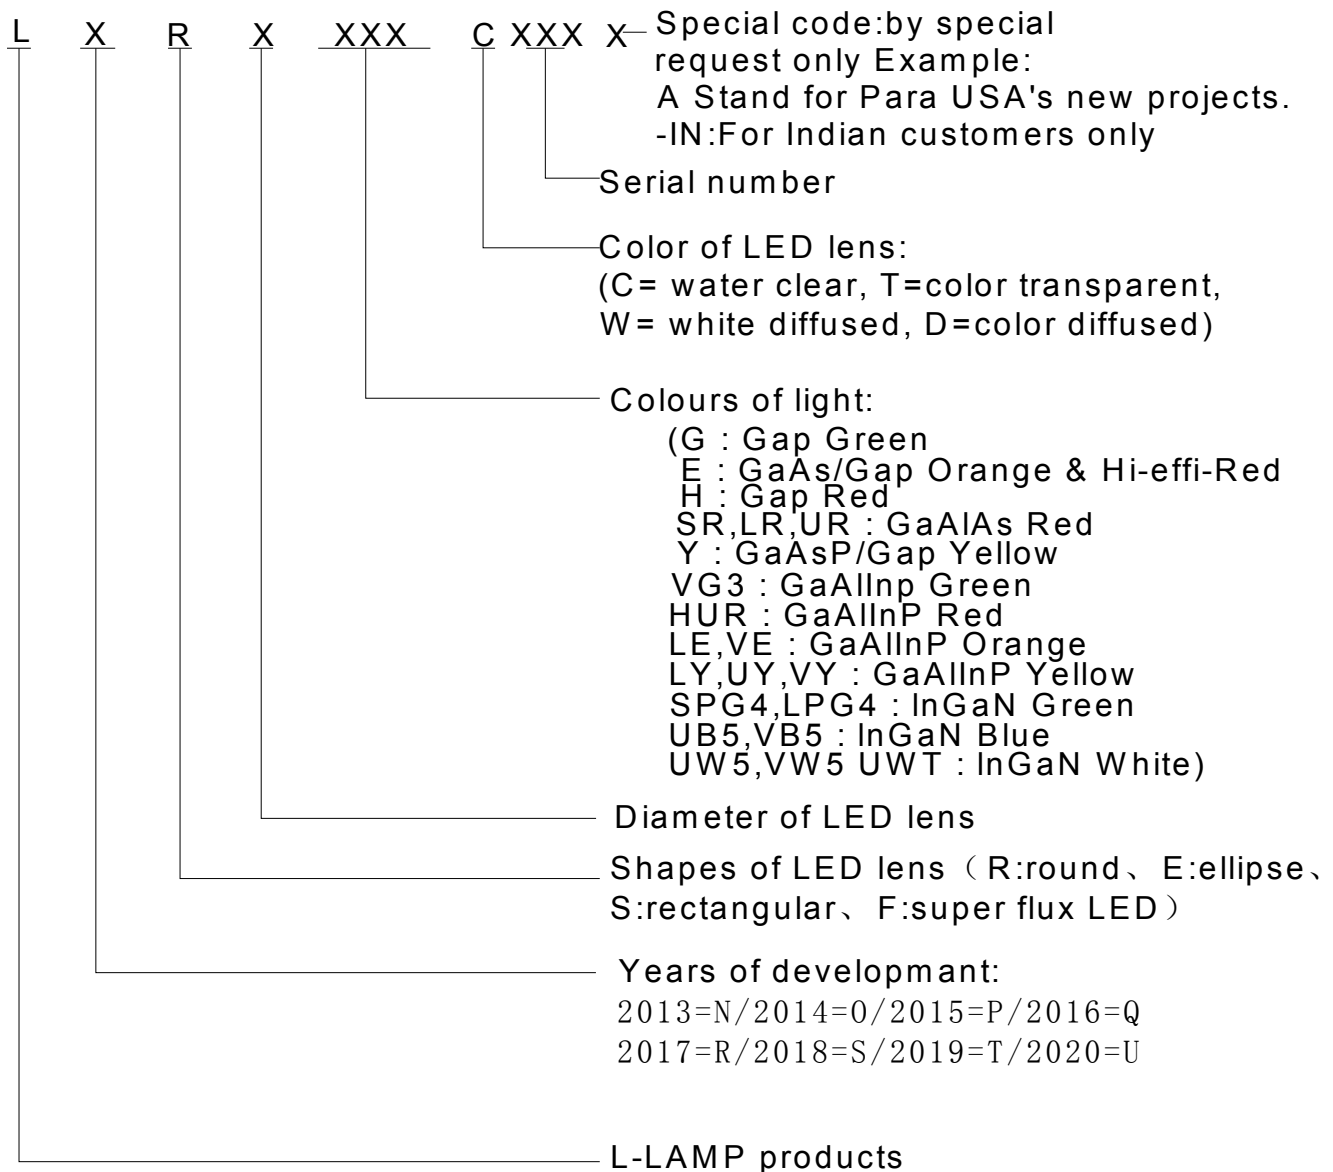 L X R X XXX C XXX X
Special code:by special
request only Example:
A Stand for Para USA's new projects.
-IN:For Indian customers only
Serial number
Color of LED lens:
(C= water clear, T=color transparent,
W= white diffused, D=color diffused)
Colours of light:
(G : Gap Green
E : GaAs/Gap Orange & Hi-effi-Red
H : Gap Red
SR,LR,UR : GaAlAs Red
Y : GaAsP/Gap Yellow
VG3 : GaAlInp Green
HUR : GaAlInP Red
LE,VE : GaAlInP Orange
LY,UY,VY : GaAlInP Yellow
SPG4,LPG4 : InGaN Green
UB5,VB5 : InGaN Blue
UW5,VW5 UWT : InGaN White)
Diameter of LED lens
Shapes of LED lens（R:round、E:ellipse、
S:rectangular、F:super flux LED）
Years of developmant:
2013=N/2014=O/2015=P/2016=Q
2017=R/2018=S/2019=T/2020=U
L-LAMP products